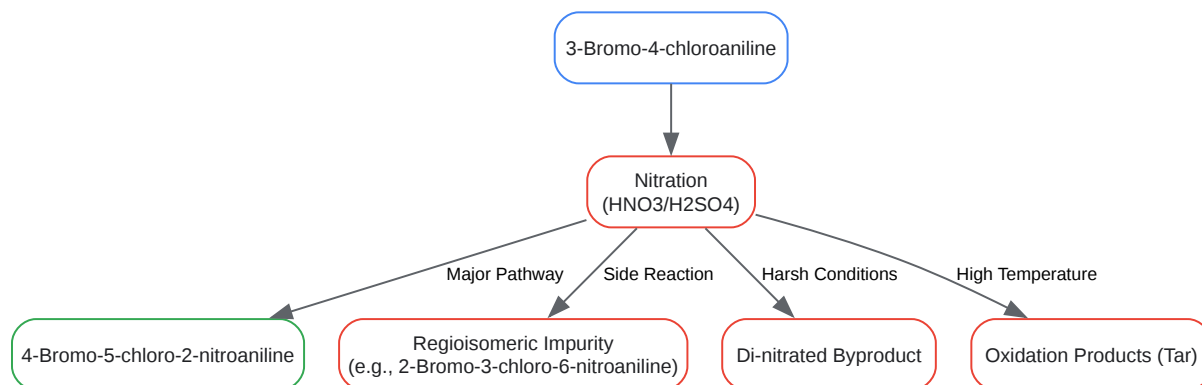 3-Bromo-4-chloroaniline
Nitration
(HNO3/H2SO4)
Major Pathway
Side Reaction
Harsh Conditions
High Temperature
4-Bromo-5-chloro-2-nitroaniline
Regioisomeric Impurity
(e.g., 2-Bromo-3-chloro-6-nitroaniline)
Di-nitrated Byproduct
Oxidation Products (Tar)